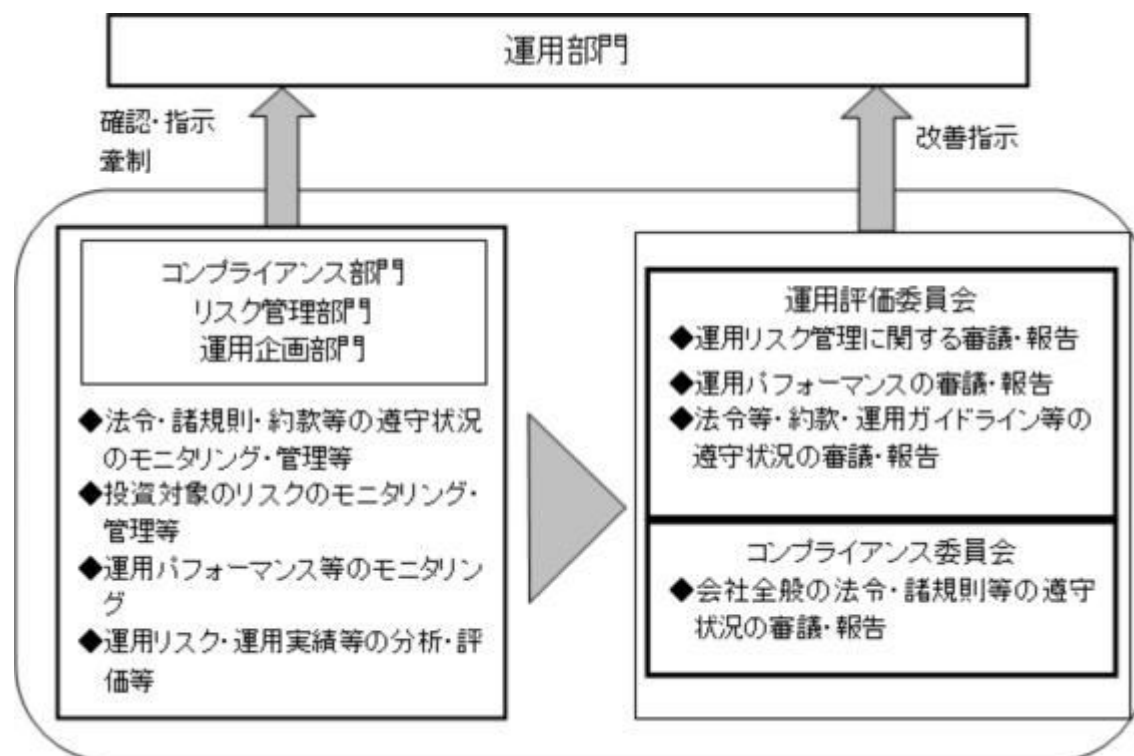 運用部門
確認・指示
牽制
改善指示
コンプライアンス部門
リスク管理部門
運用企画部門
◆法令・諸規則・約款等の遵守状況
のモニタリング・管理等
◆投資対象のリスクのモニタリング・
管理等
◆運用パフォーマンス等のモニタリン
グ
◆運用リスク・運用実績等の分析・評
価等
運用評価委員会
◆運用リスク管理に関する審議・報告
◆運用パフォーマンスの審議・報告
◆法令等・約款・運用ガイドライン等の
遵守状況の審議・報告
コンプライアンス委員会
◆会社全般の法令・諸規則等の遵守
状況の審議・報告